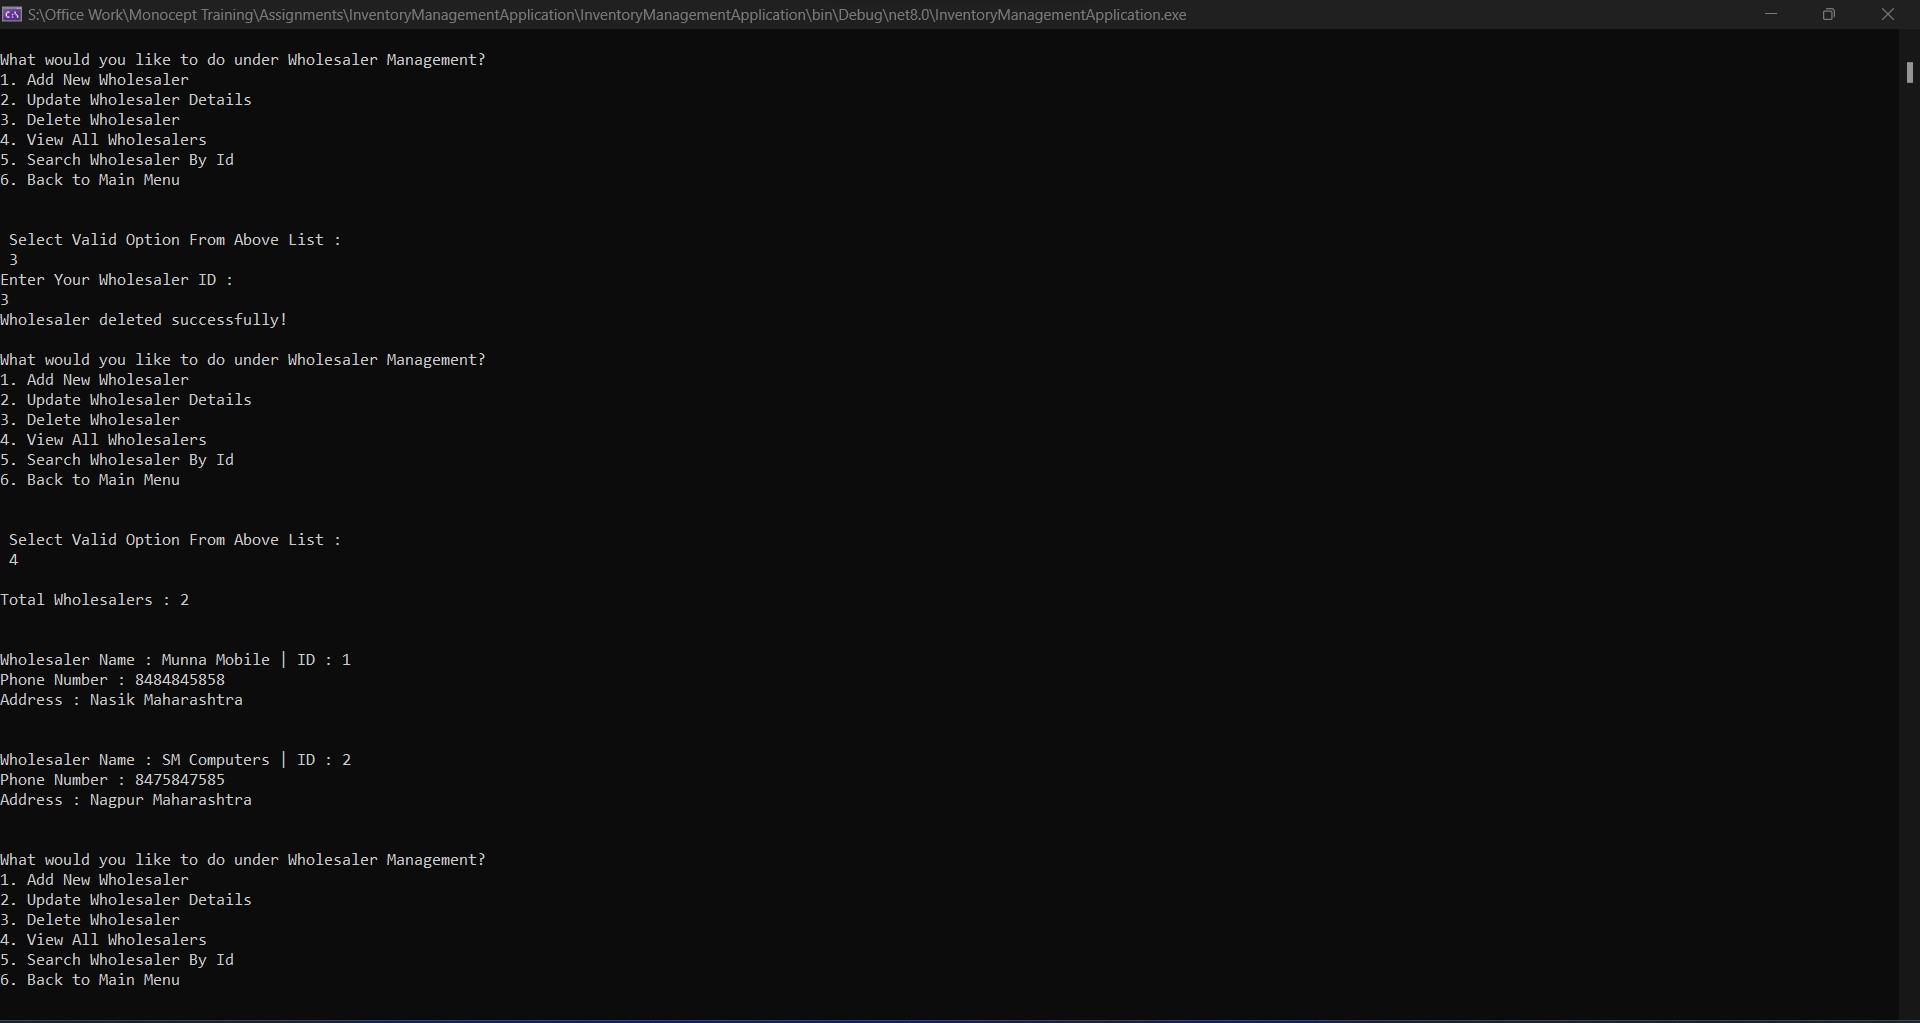 S:\Office Work\Monocept Training\Assignments\InventoryManagementApplication\InventoryManagementApplication\bin\Debug\net8.0\InventoryManagementApplication.exe
What would you like to do under Wholesaler Management?
1. Add New Wholesaler
2. Update Wholesaler Details
3. Delete Wholesaler
4. View All Wholesalers
5. Search Wholesaler By Id
6. Back to Main Menu
Select Valid Option From Above List :
3
Enter Your Wholesaler ID :
3
Wholesaler deleted successfully!
What would you like to do under Wholesaler Management?
1. Add New Wholesaler
2. Update Wholesaler Details
3. Delete Wholesaler
4. View All Wholesalers
5. Search Wholesaler By Id
6. Back to Main Menu
Select Valid Option From Above List :
4
Total Wholesalers : 2
Wholesaler Name : Munna Mobile | ID : 1
Phone Number : 8484845858
Address : Nasik Maharashtra
Wholesaler Name : SM Computers | ID : 2
Phone Number : 8475847585
Address : Nagpur Maharashtra
What would you like to do under Wholesaler Management?
1. Add New Wholesaler
2. Update Wholesaler Details
3. Delete Wholesaler
4. View All Wholesalers
5. Search Wholesaler By Id
6. Back to Main Menu